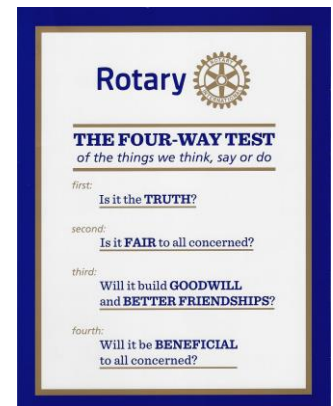 Rotary
ROTARY
INTERNATIONAL
THE FOUR-WAY TEST
of the things we think, say or do
first:
Is it the TRUTH?
second:
Is it FAIR to all concerned?
third:
Will it build GOODWILL
and BETTER FRIENDSHIPS?
fourth:
Will it be BENEFICIAL
to all concerned?